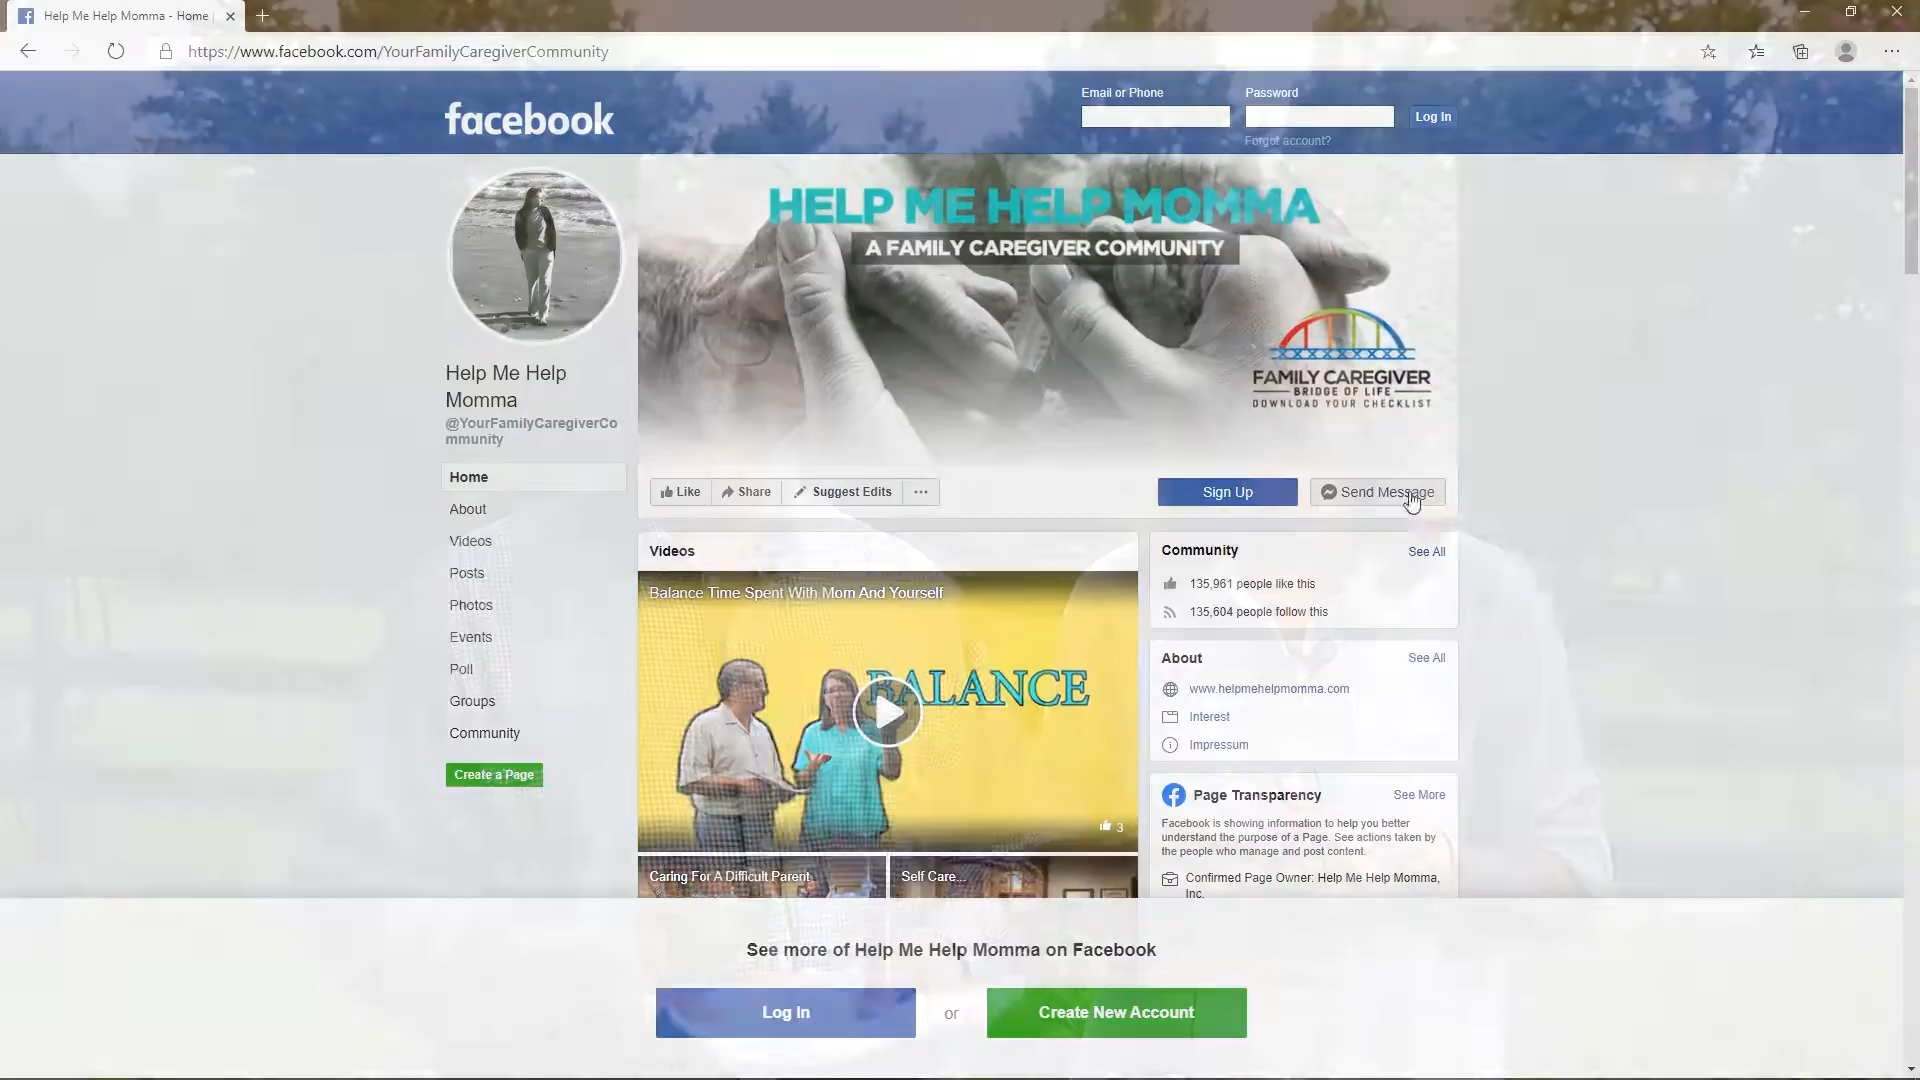 Help Me Help Momma - Home
https://www.facebook.com/YourFamilyCaregiverCommunity
facebook
Email or Phone
Password
Log In
Forgot account?
HELP ME HELP MOMMA
A FAMILY CAREGIVER COMMUNITY
FAMILY CAREGIVER
BRIDGE OF LIFE
DOWNLOAD YOUR CHECKLIST
Help Me Help
Momma
@YourFamilyCaregiverCo
mmunity
Home
About
Videos
Posts
Photos
Events
Poll
Groups
Community
Create a Page
Like
Share
Suggest Edits
Sign Up
Send Message
Videos
Balance Time Spent With Mom And Yourself
BALANCE
3
Caring For A Difficult Parent
Self Care...
Community
See All
135,961 people like this
135,604 people follow this
About
See All
www.helpmehelpmomma.com
Interest
Impressum
Page Transparency
See More
Facebook is showing information to help you better
understand the purpose of a Page. See actions taken by
the people who manage and post content.
Confirmed Page Owner: Help Me Help Momma,
Inc.
See more of Help Me Help Momma on Facebook
Log In
or
Create New Account